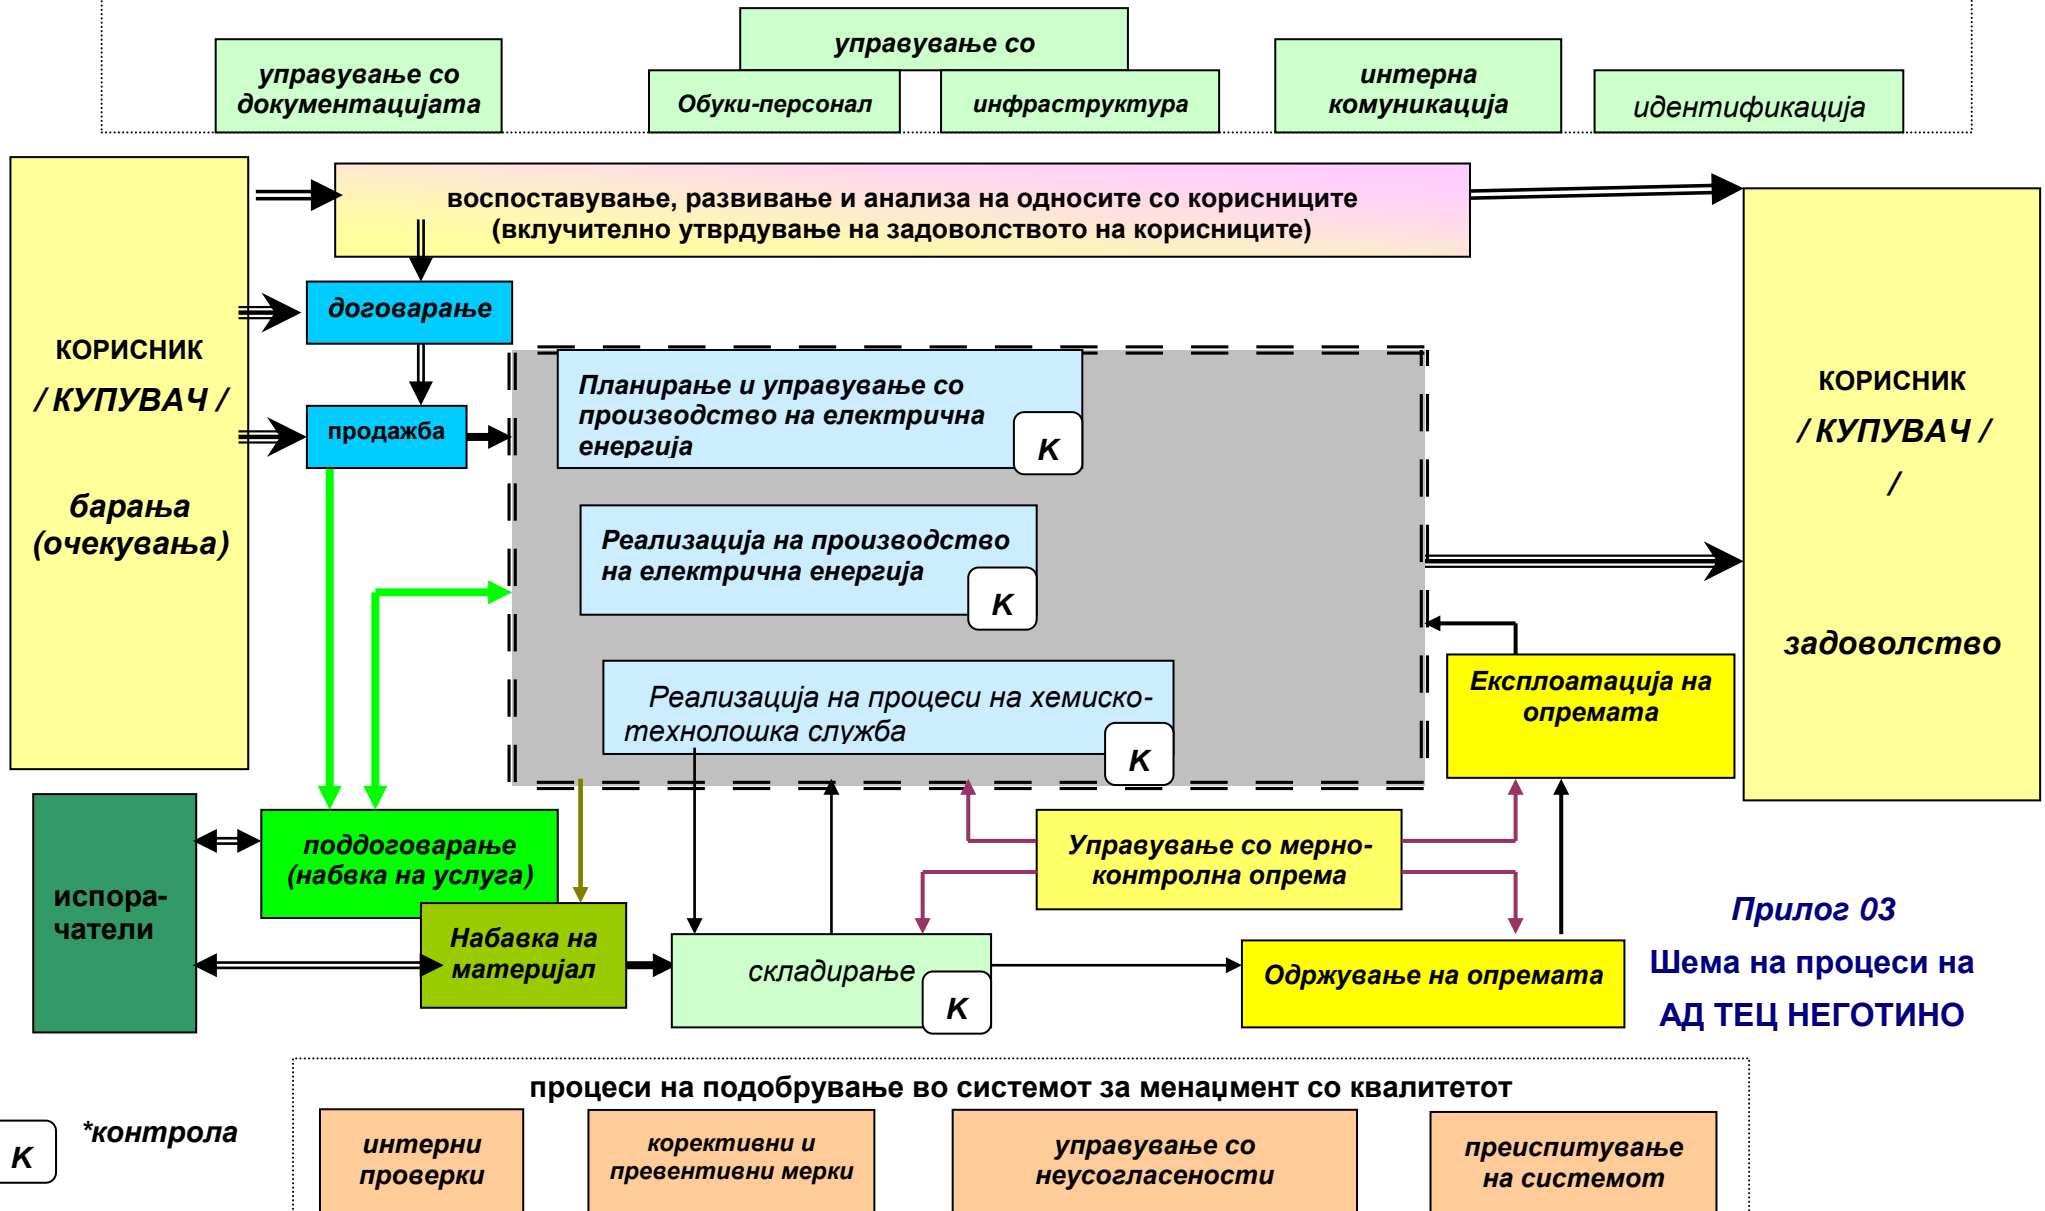 управување со
управување со
документацијата
Обуки-персонал
инфраструктура
интерна
комуникација
идентификација
воспоставување, развивање и анализа на односите со корисниците
(вклучително утврдување на задоволството на корисниците)
договарање
КОРИСНИК
/ КУПУВАЧ /
барања
(очекувања)
продажба
Планирање и управување со
производство на електрична
енергија
К
Реализација на производство
на електрична енергија
К
Реализација на процеси на хемиско-
технолошка служба
К
КОРИСНИК
/ КУПУВАЧ /
/
задоволство
Експлоатација на
опремата
испора-
чатели
поддоговарање
(набвка на услуга)
Управување со мерно-
контролна опрема
Набавка на
материјал
складирање
К
Одржување на опремата
Прилог 03
Шема на процеси на
АД ТЕЦ НЕГОТИНО
процеси на подобрување во системот за менаџмент со квалитетот
К
*контрола
интерни
проверки
корективни и
превентивни мерки
управување со
неусогласености
преиспитување
на системот